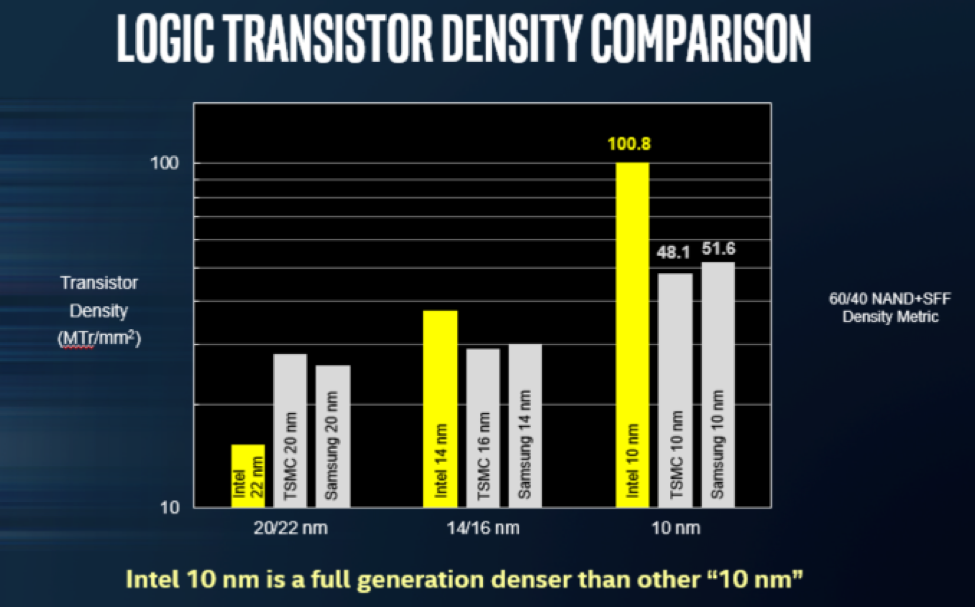 LOGIC TRANSISTOR DENSITY COMPARISON
100
10
Transistor
Density
(MTr/mm²)
Intel
22 nm
TSMC 20 nm
Samsung 20 nm
Intel 14 nm
TSMC 16 nm
Samsung 14 nm
100.8
Intel 10 nm
48.1
TSMC 10 nm
51.6
Samsung 10 nm
20/22 nm
14/16 nm
10 nm
60/40 NAND+SFF
Density Metric
Intel 10 nm is a full generation denser than other “10 nm”